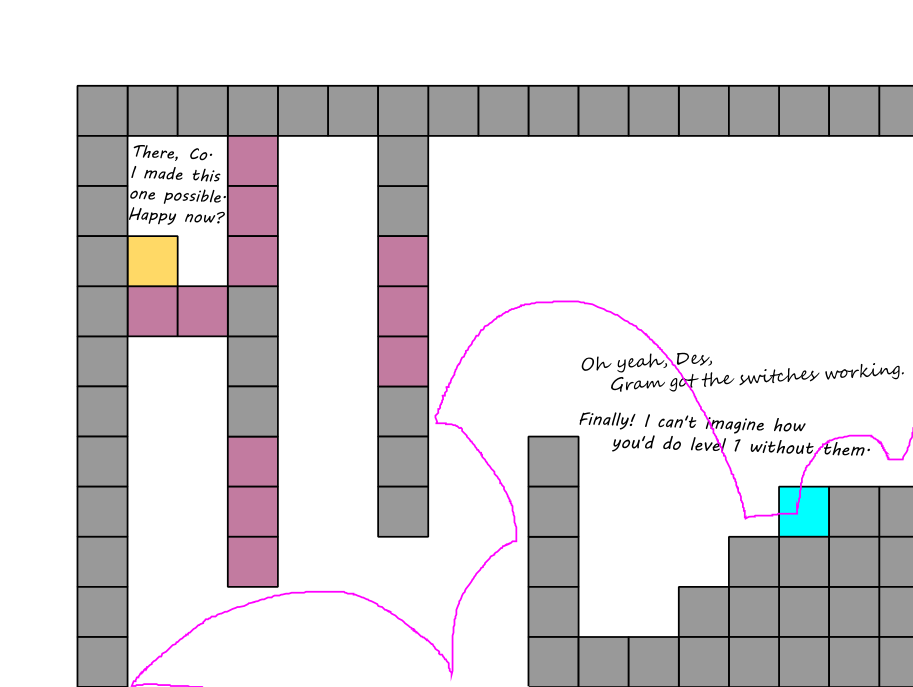 There, Co.
I made this
one possible.
Happy now?
Oh yeah, Des,
Gram got the switches working.
Finally! I can't imagine how
you'd do level 1 without them.